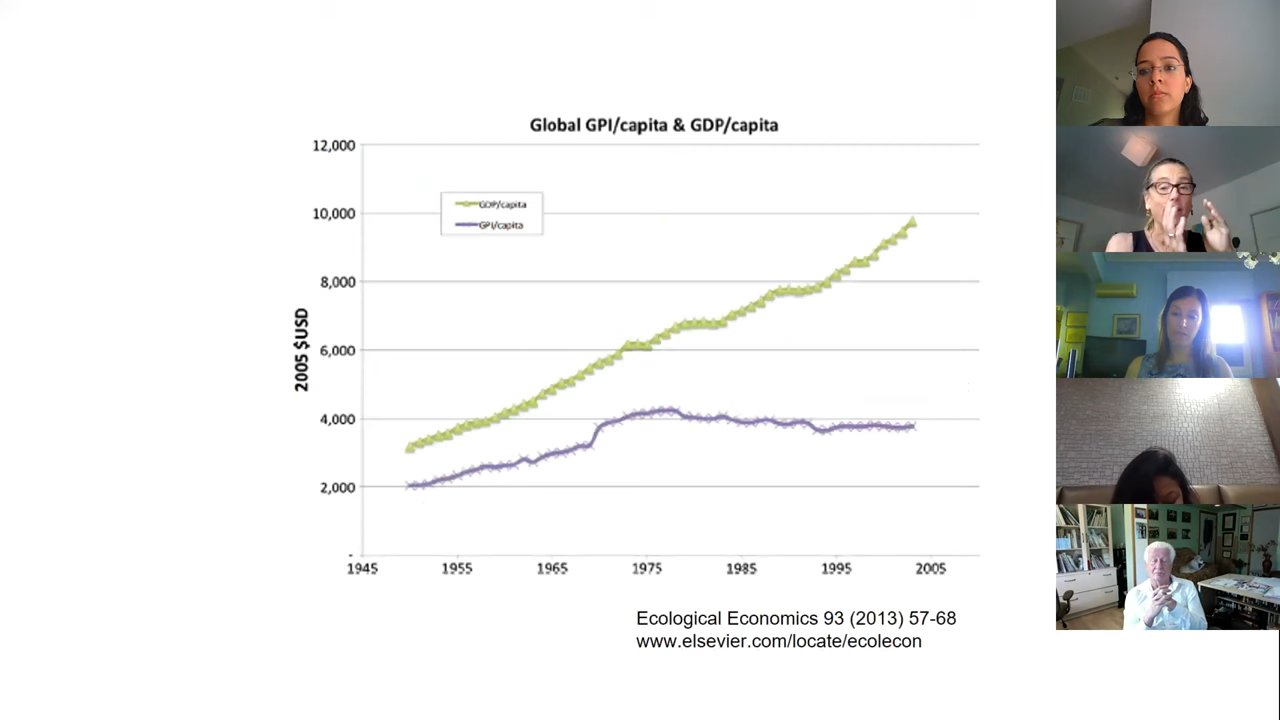 Global GPI/capita & GDP/capita
12,000
10,000
8,000
6,000
4,000
2,000
-
2005 $USD
GDP/capita
GPI/capita
1945 1955 1965 1975 1985 1995 2005
Ecological Economics 93 (2013) 57-68
www.elsevier.com/locate/ecolecon